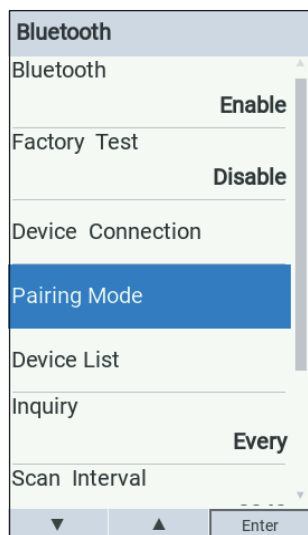 Bluetooth
Bluetooth
Enable
Factory Test
Disable
Device Connection
Pairing Mode
Device List
Inquiry
Every
Scan Interval
▼ ▲ Enter